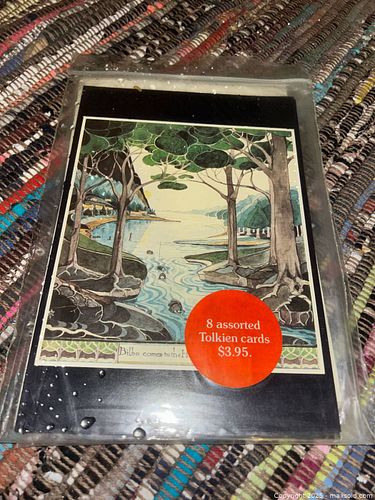 8 assorted
Tolkien cards
$3.95.
Bilbo comes to the
Copyright 2025 - maxsold.com